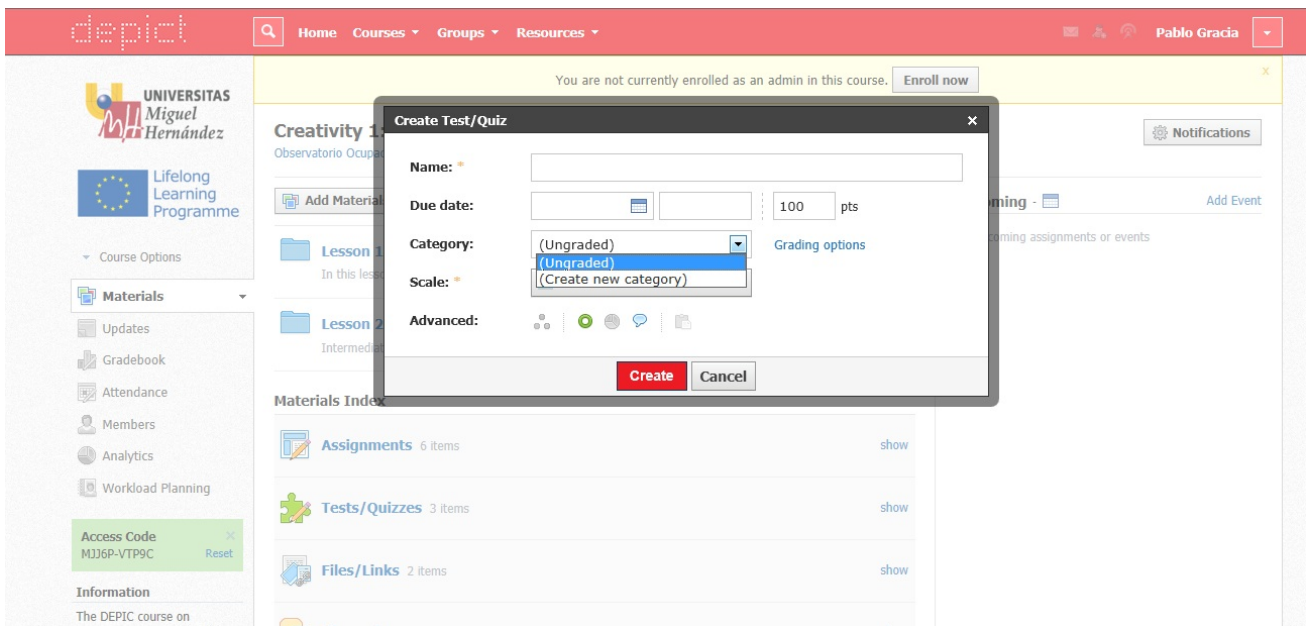 depict
Home Courses Groups Resources
Pablo Gracia
You are not currently enrolled as an admin in this course. Enroll now
x
UNIVERSITAS
Miguel
Hernández
Lifelong
Learning
Programme
Course Options
Materials
Updates
Gradebook
Attendance
Members
Analytics
Workload Planning
Access Code
MJJ6P-VTP9C Reset
Information
The DEPIC course on
Creativity 1:
Observatorio Ocupa
Notifications
Add Material
Lesson 1
In this less
Lesson 2
Intermediat
Create Test/Quiz
Name: *
Due date: 100 pts
Category: (Ungraded) Grading options
(Ungraded)
(Create new category)
Scale: *
Advanced:
Create Cancel
Materials Index
Assignments 6 items show
Tests/Quizzes 3 items show
Files/Links 2 items show
ming - Add Event
coming assignments or events